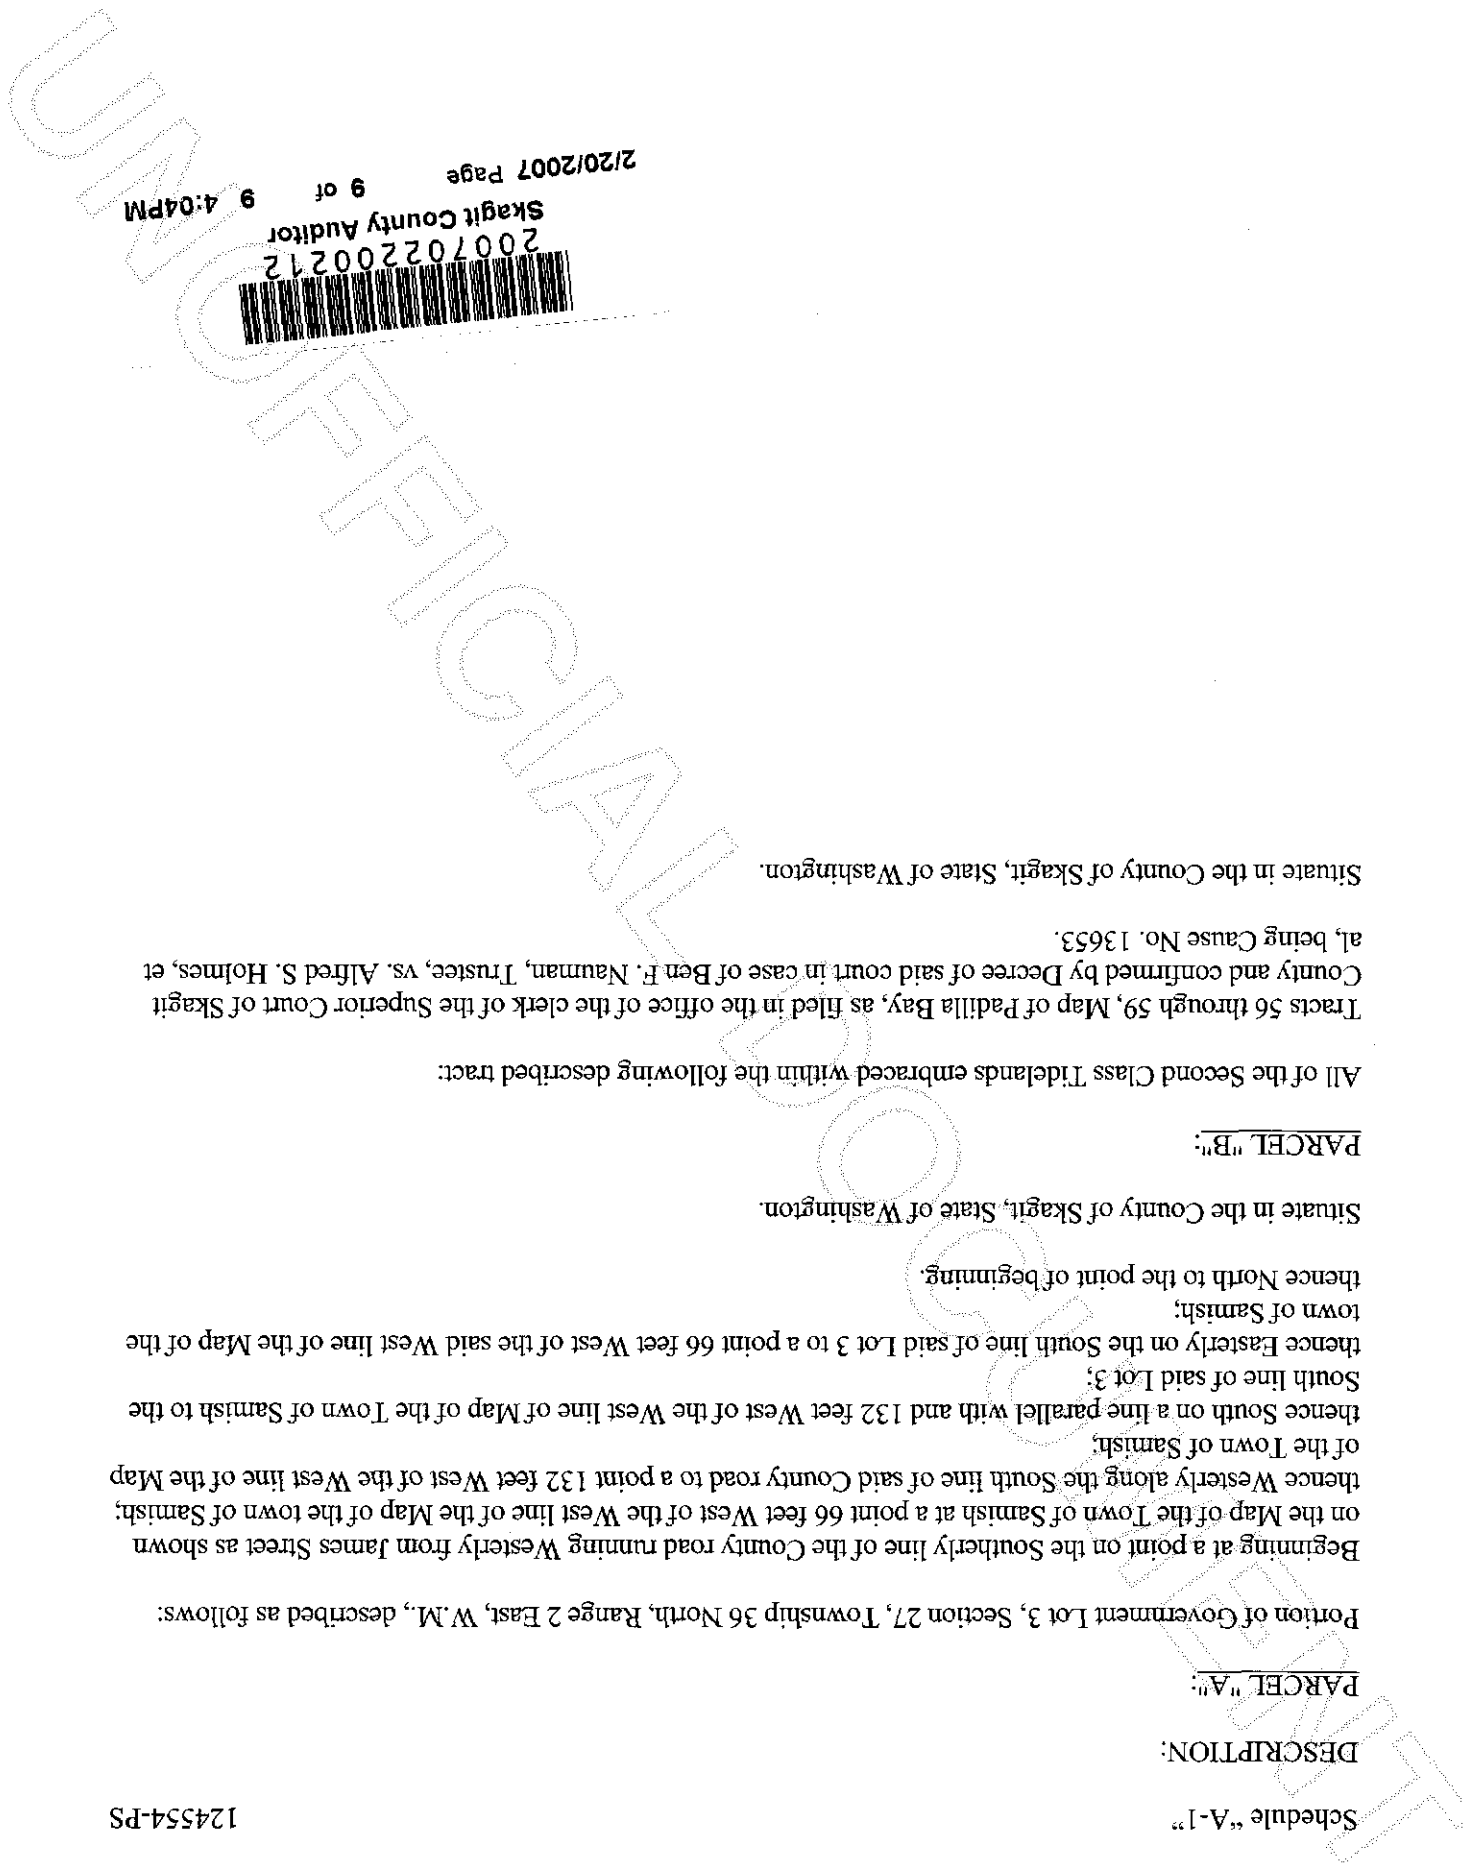 Schedule “A-1” 124554-PS
DESCRIPTION:
PARCEL "A":
Portion of Government Lot 3, Section 27, Township 36 North, Range 2 East, W.M., described as follows:
Beginning at a point on the Southerly line of the County road running Westerly from James Street as shown
on the Map of the Town of Samish at a point 66 feet West of the West line of the Map of the town of Samish;
thence Westerly along the South line of said County road to a point 132 feet West of the West line of the Map
of the Town of Samish;
thence South on a line parallel with and 132 feet West of the West line of Map of the Town of Samish to the
South line of said Lot 3;
thence Easterly on the South line of said Lot 3 to a point 66 feet West of the said West line of the Map of the
town of Samish;
thence North to the point of beginning.
Situate in the County of Skagit, State of Washington.
PARCEL "B":
All of the Second Class Tidelands embraced within the following described tract:
Tracts 56 through 59, Map of Padilla Bay, as filed in the office of the clerk of the Superior Court of Skagit
County and confirmed by Decree of said court in case of Ben F. Nauman, Trustee, vs. Alfred S. Holmes, et
al, being Cause No. 13653.
Situate in the County of Skagit, State of Washington.
200702200212
Skagit County Auditor
2/20/2007 Page 9 of 9 4:04PM
UNOFFICIAL DOCUMENT